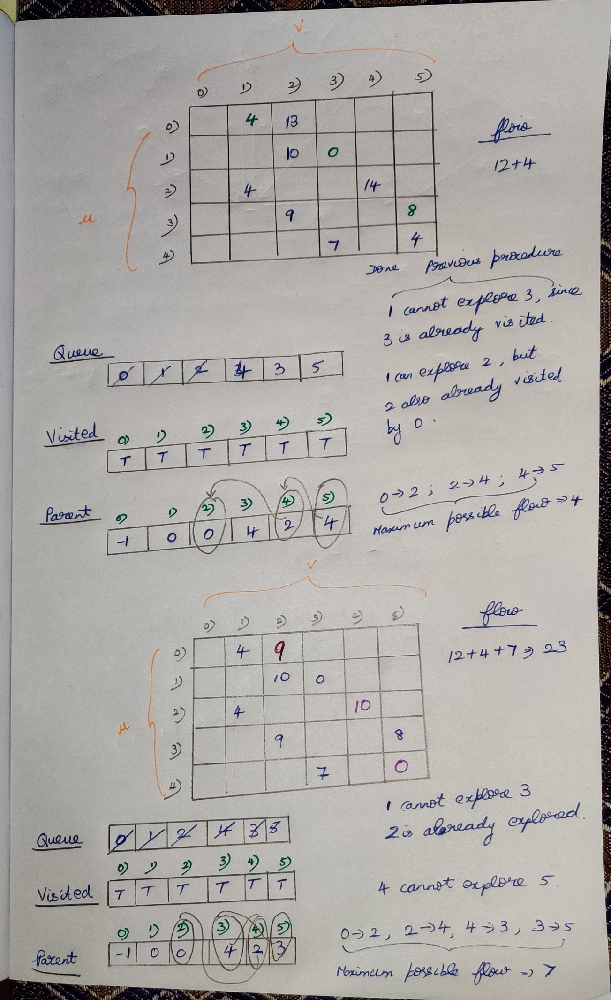 v
0) 1) 2) 3) 4) 5)
0) 4 13
1) 10 0
2) 4 14
3) 9 8
4) 7 4
u
flow
12+4
Done Previous procedure
1 cannot explore 3, since
3 is already visited.
1 can explore 2, but
2 also already visited
by 0.
Queue
0 1 2 4 3 5
Visited
0) 1) 2) 3) 4) 5)
T T T T T T
Parent
0) 1) 2) 3) 4) 5)
-1 0 0 4 2 4
0→2; 2→4; 4→5
Maximum possible flow ⇒ 4
v
0) 1) 2) 3) 4) 5)
0) 4 9
1) 10 0
2) 4 10
3) 9 8
4) 7 0
u
flow
12+4+7 ⇒ 23
1 cannot explore 3
2 is already explored.
4 cannot explore 5.
Queue
0 1 2 4 3 5
Visited
0) 1) 2) 3) 4) 5)
T T T T T T
Parent
0) 1) 2) 3) 4) 5)
-1 0 0 4 2 3
0→2, 2→4, 4→3, 3→5
Maximum possible flow ⇒ 7